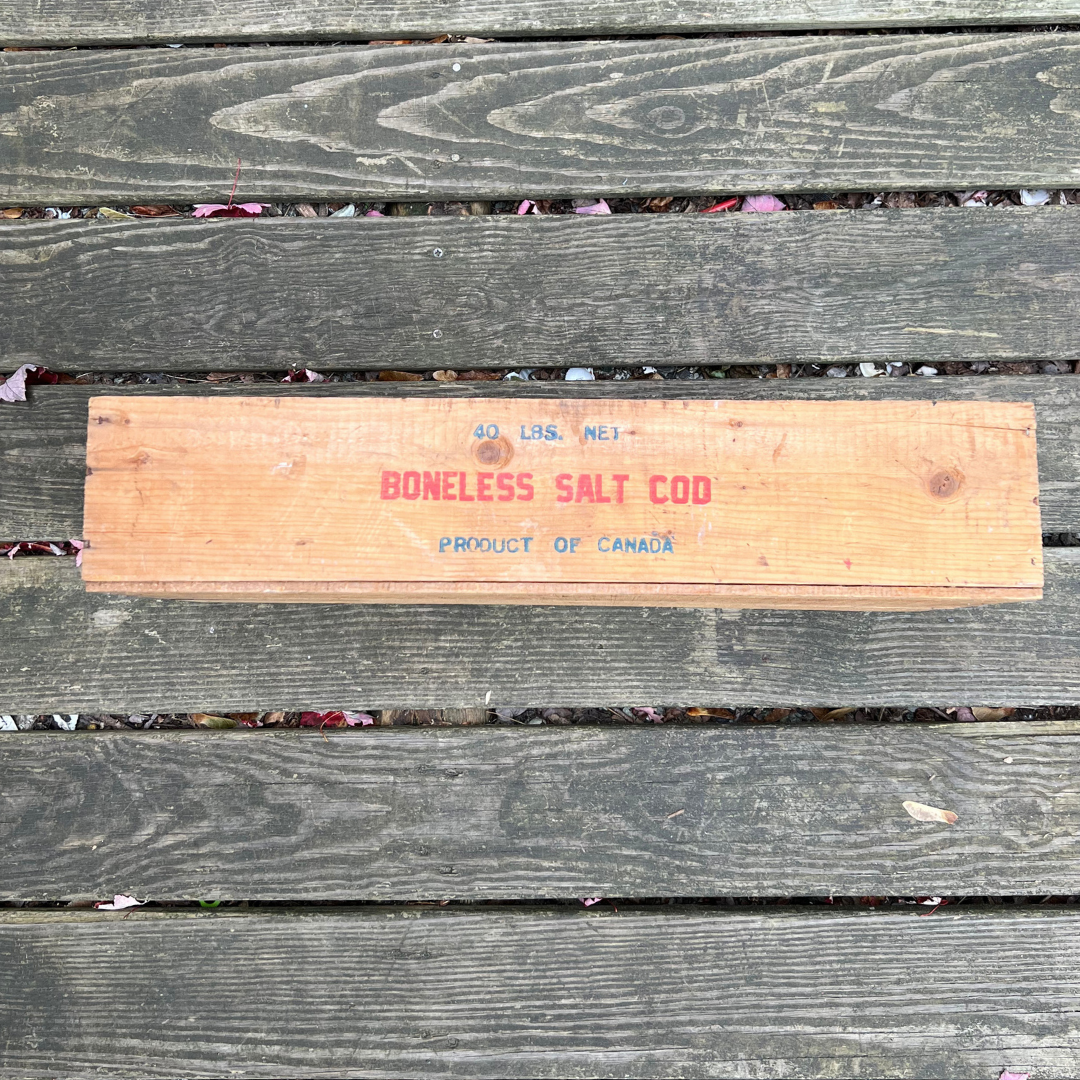 40 LBS. NET
BONELESS SALT COD
PRODUCT OF CANADA